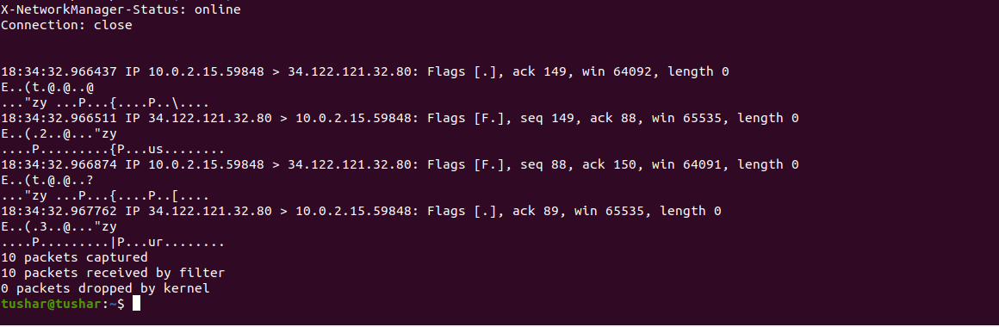 X-NetworkManager-Status: online
Connection: close
18:34:32.966437 IP 10.0.2.15.59848 > 34.122.121.32.80: Flags [.], ack 149, win 64092, length 0
E..(t.@.@..@
..."zy ...P...{....P..\....
18:34:32.966511 IP 34.122.121.32.80 > 10.0.2.15.59848: Flags [F.], seq 149, ack 88, win 65535, length 0
E..(.2..@..."zy
....P.........{P...us........
18:34:32.966874 IP 10.0.2.15.59848 > 34.122.121.32.80: Flags [F.], seq 88, ack 150, win 64091, length 0
E..(t.@.@..?
..."zy ...P...{....P..[....
18:34:32.967762 IP 34.122.121.32.80 > 10.0.2.15.59848: Flags [.], ack 89, win 65535, length 0
E..(.3..@..."zy
....P.........|P...ur........
10 packets captured
10 packets received by filter
0 packets dropped by kernel
tushar@tushar:~$